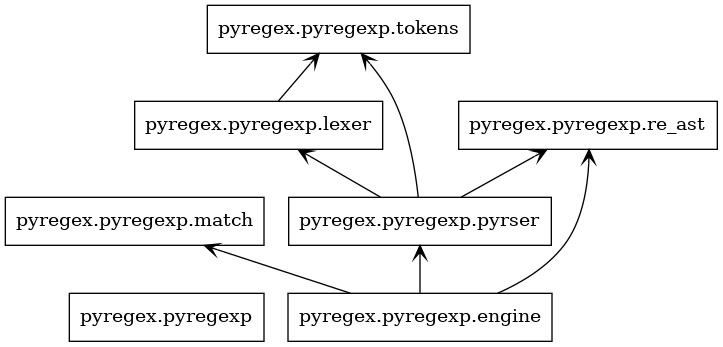 pyregex.pyregexp.tokens
pyregex.pyregexp.lexer
pyregex.pyregexp.re_ast
pyregex.pyregexp.match
pyregex.pyregexp.pyrser
pyregex.pyregexp
pyregex.pyregexp.engine